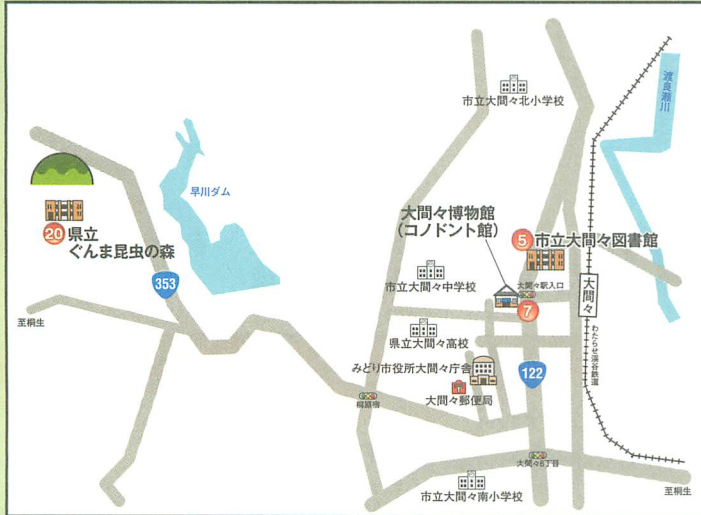 市立大間々北小学校
渡良瀬川
早川ダム
大間々博物館
(コノドント館)
5 市立大間々図書館
20 県立
ぐんま昆虫の森
353
市立大間々中学校
大間々駅入口
7
大間々
わたらせ渓谷鉄道
至桐生
県立大間々高校
みどり市役所大間々庁舎
大間々郵便局
122
桐原宿
大間々6丁目
市立大間々南小学校
至桐生